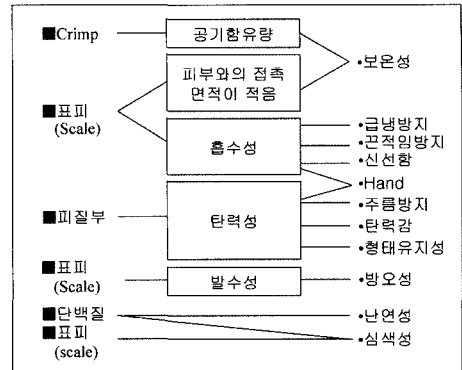 ■Crimp
공기함유량
•보온성
피부와의 접촉
면적이 적음
■표피
(Scale)
흡수성
•급냉방지
•끈적임방지
•신선함
•Hand
■피질부
탄력성
•주름방지
•탄력감
•형태유지성
■표피
(Scale)
발수성
•방오성
■단백질
•난연성
■표피
(scale)
•심색성